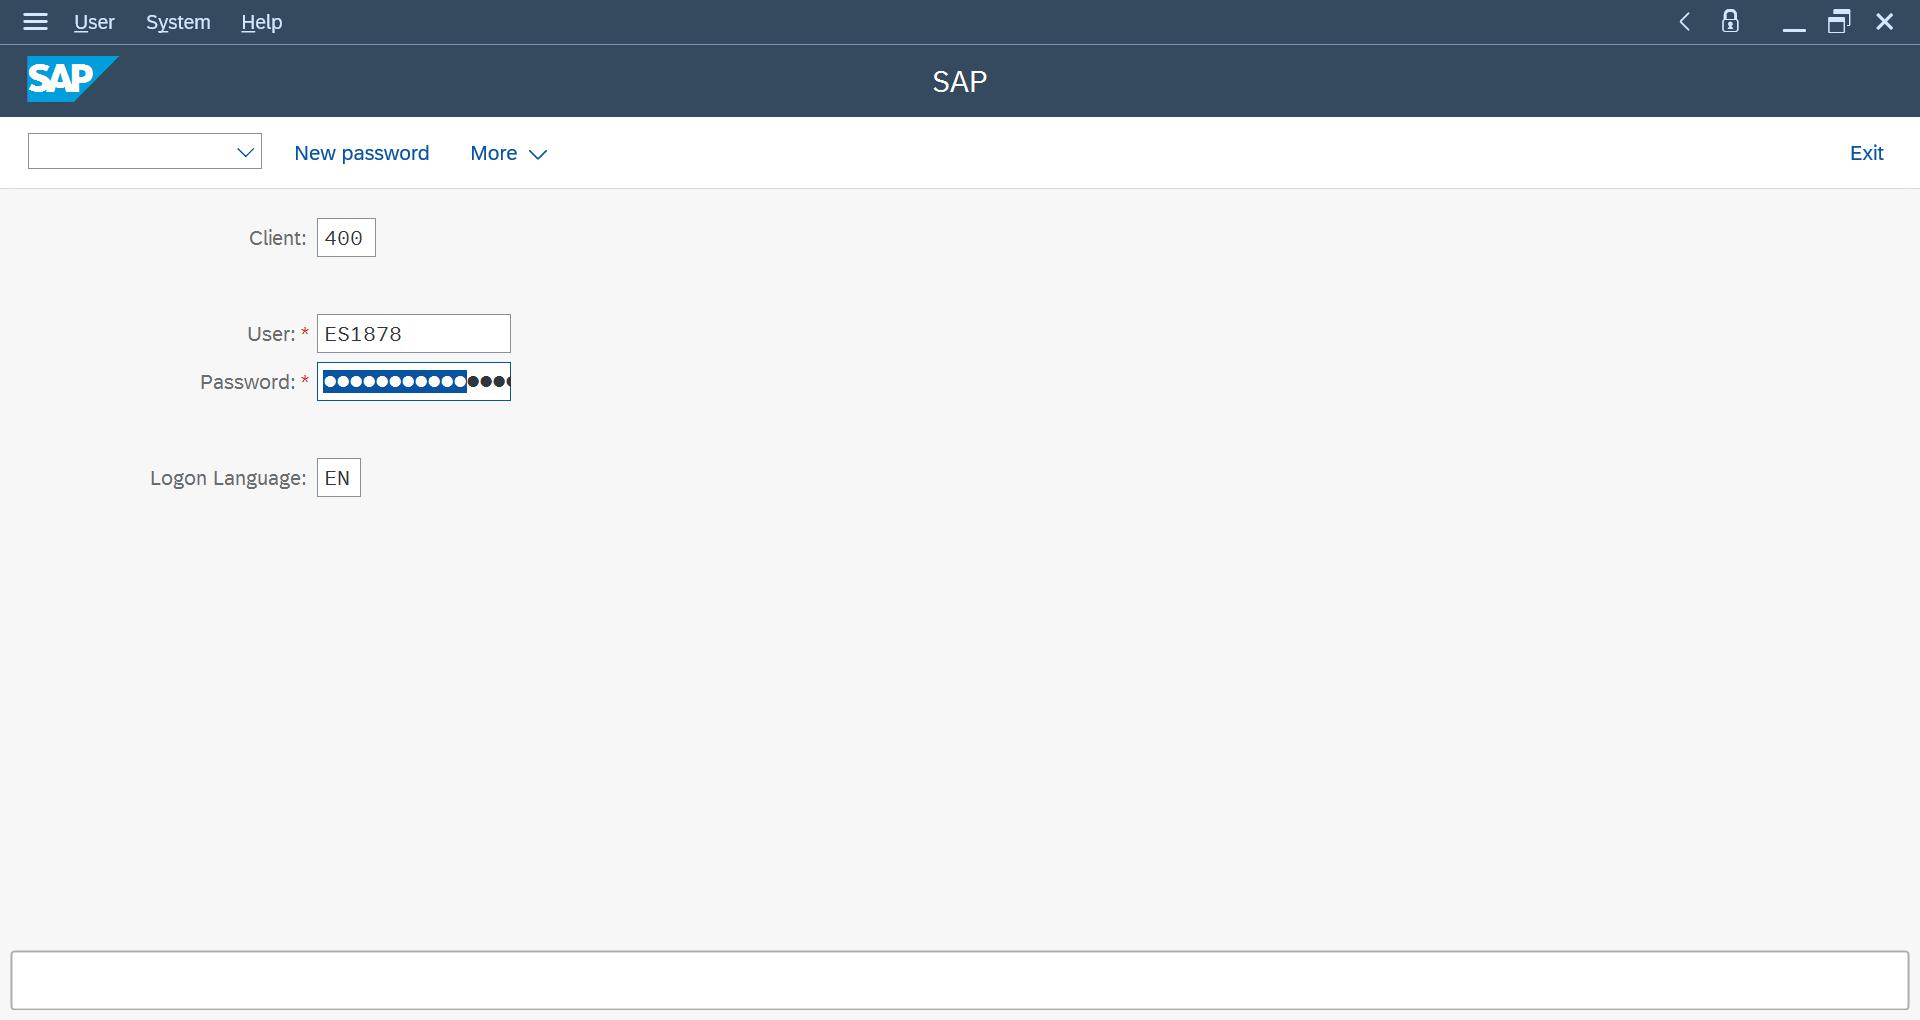 User System Help
SAP SAP
New password More Exit
Client: 400
User: * ES1878
Password: *
Logon Language: EN